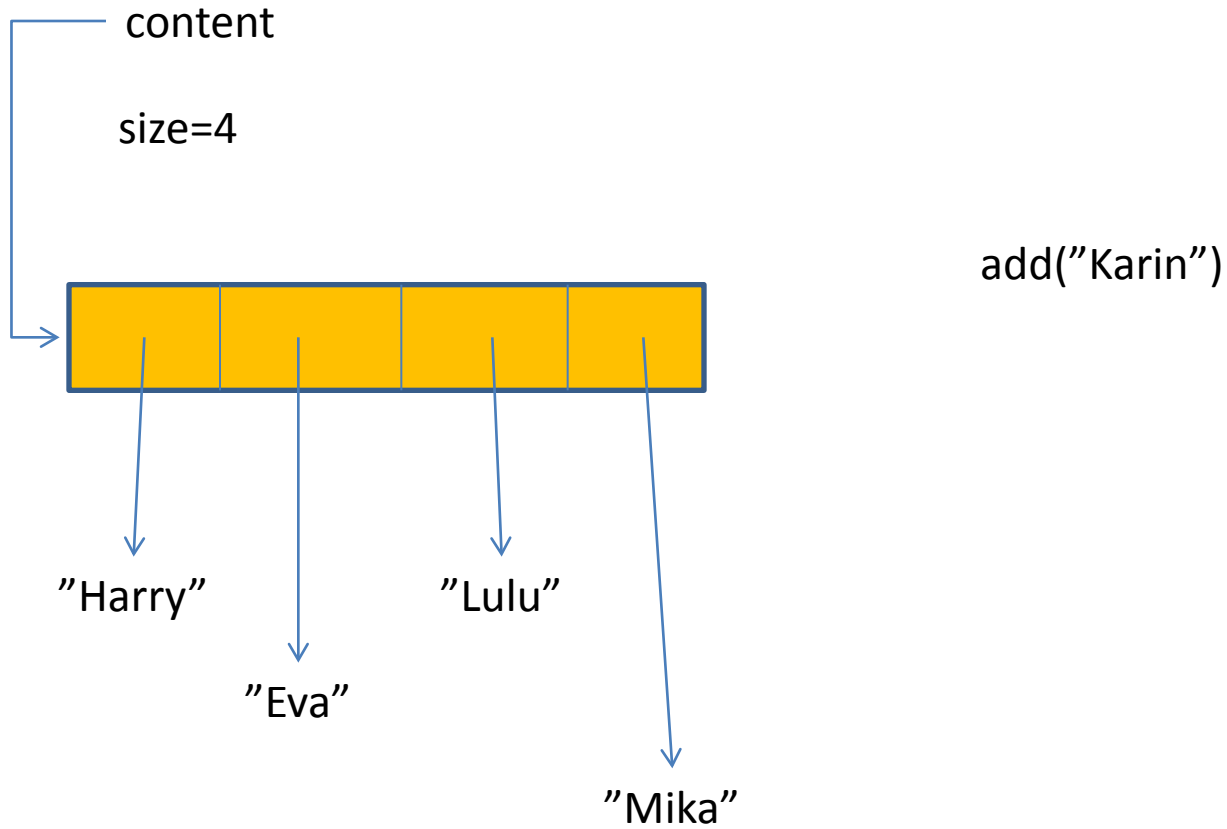 content
size=4
add(”Karin”)
”Harry”
”Lulu”
”Eva”
”Mika”